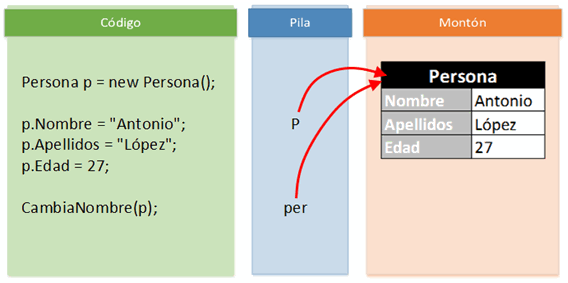 Código
Persona p = new Persona();
p.Nombre = "Antonio";
p.Apellidos = "López";
p.Edad = 27;
CambiaNombre(p);
Pila
P
per
Montón
Persona
Nombre Antonio
Apellidos López
Edad 27